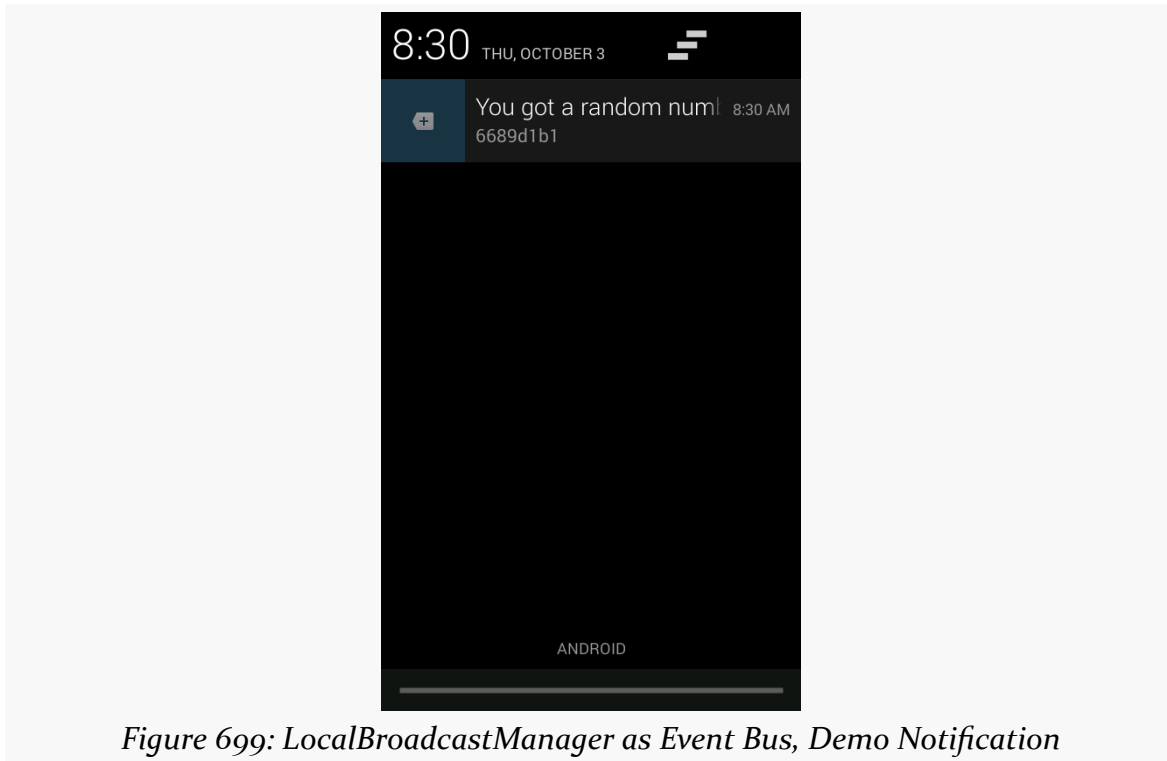 8:30 THU, OCTOBER 3
You got a random num 8:30 AM
6689d1b1
ANDROID
Figure 699: LocalBroadcastManager as Event Bus, Demo Notification